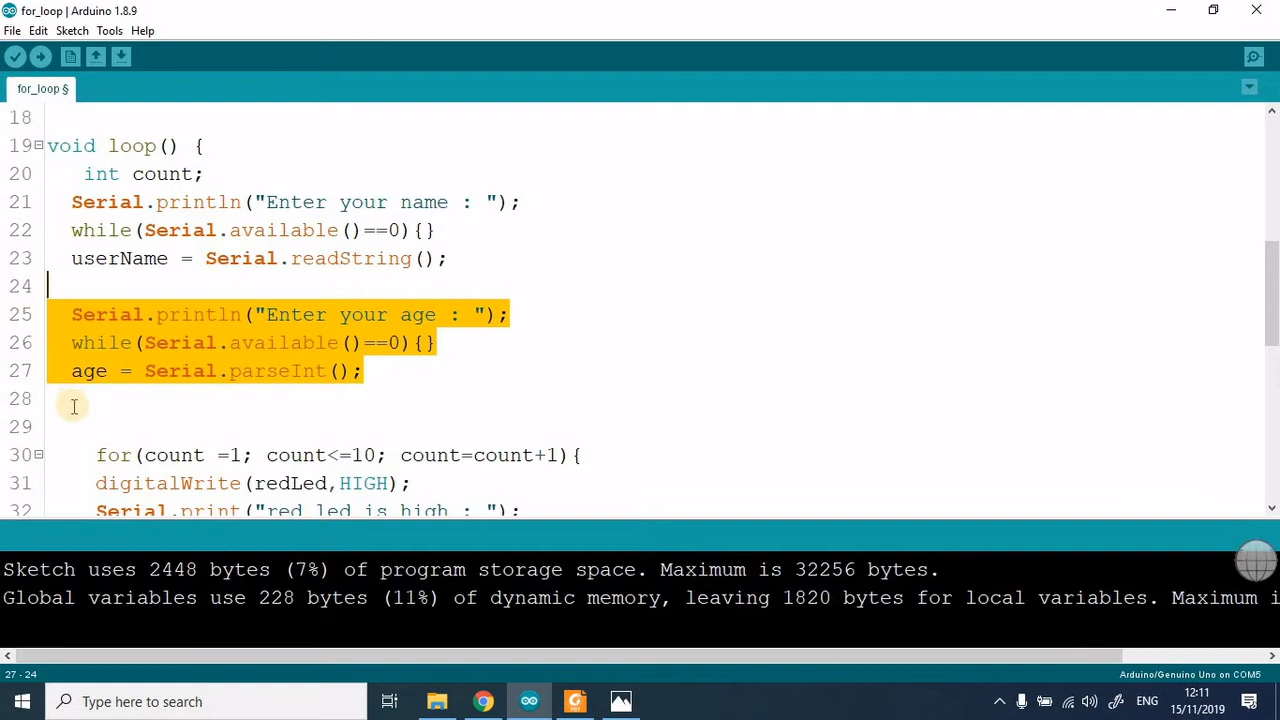 for_loop | Arduino 1.8.9
File Edit Sketch Tools Help
for_loop §
18
19 void loop() {
20 int count;
21 Serial.println("Enter your name : ");
22 while(Serial.available()==0){}
23 userName = Serial.readString();
24
25 Serial.println("Enter your age : ");
26 while(Serial.available()==0){}
27 age = Serial.parseInt();
28
29
30 for(count =1; count<=10; count=count+1){
31 digitalWrite(redLed,HIGH);
32 Serial.print("red led is high : ");
Sketch uses 2448 bytes (7%) of program storage space. Maximum is 32256 bytes.
Global variables use 228 bytes (11%) of dynamic memory, leaving 1820 bytes for local variables. Maximum i
27 - 24
Arduino/Genuino Uno on COM5
Type here to search
ENG
12:11
15/11/2019